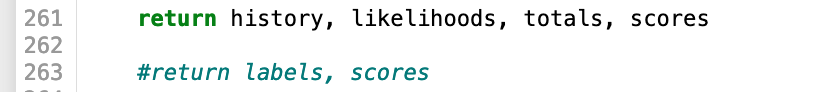 261 return history, likelihoods, totals, scores
262
263 #return labels, scores